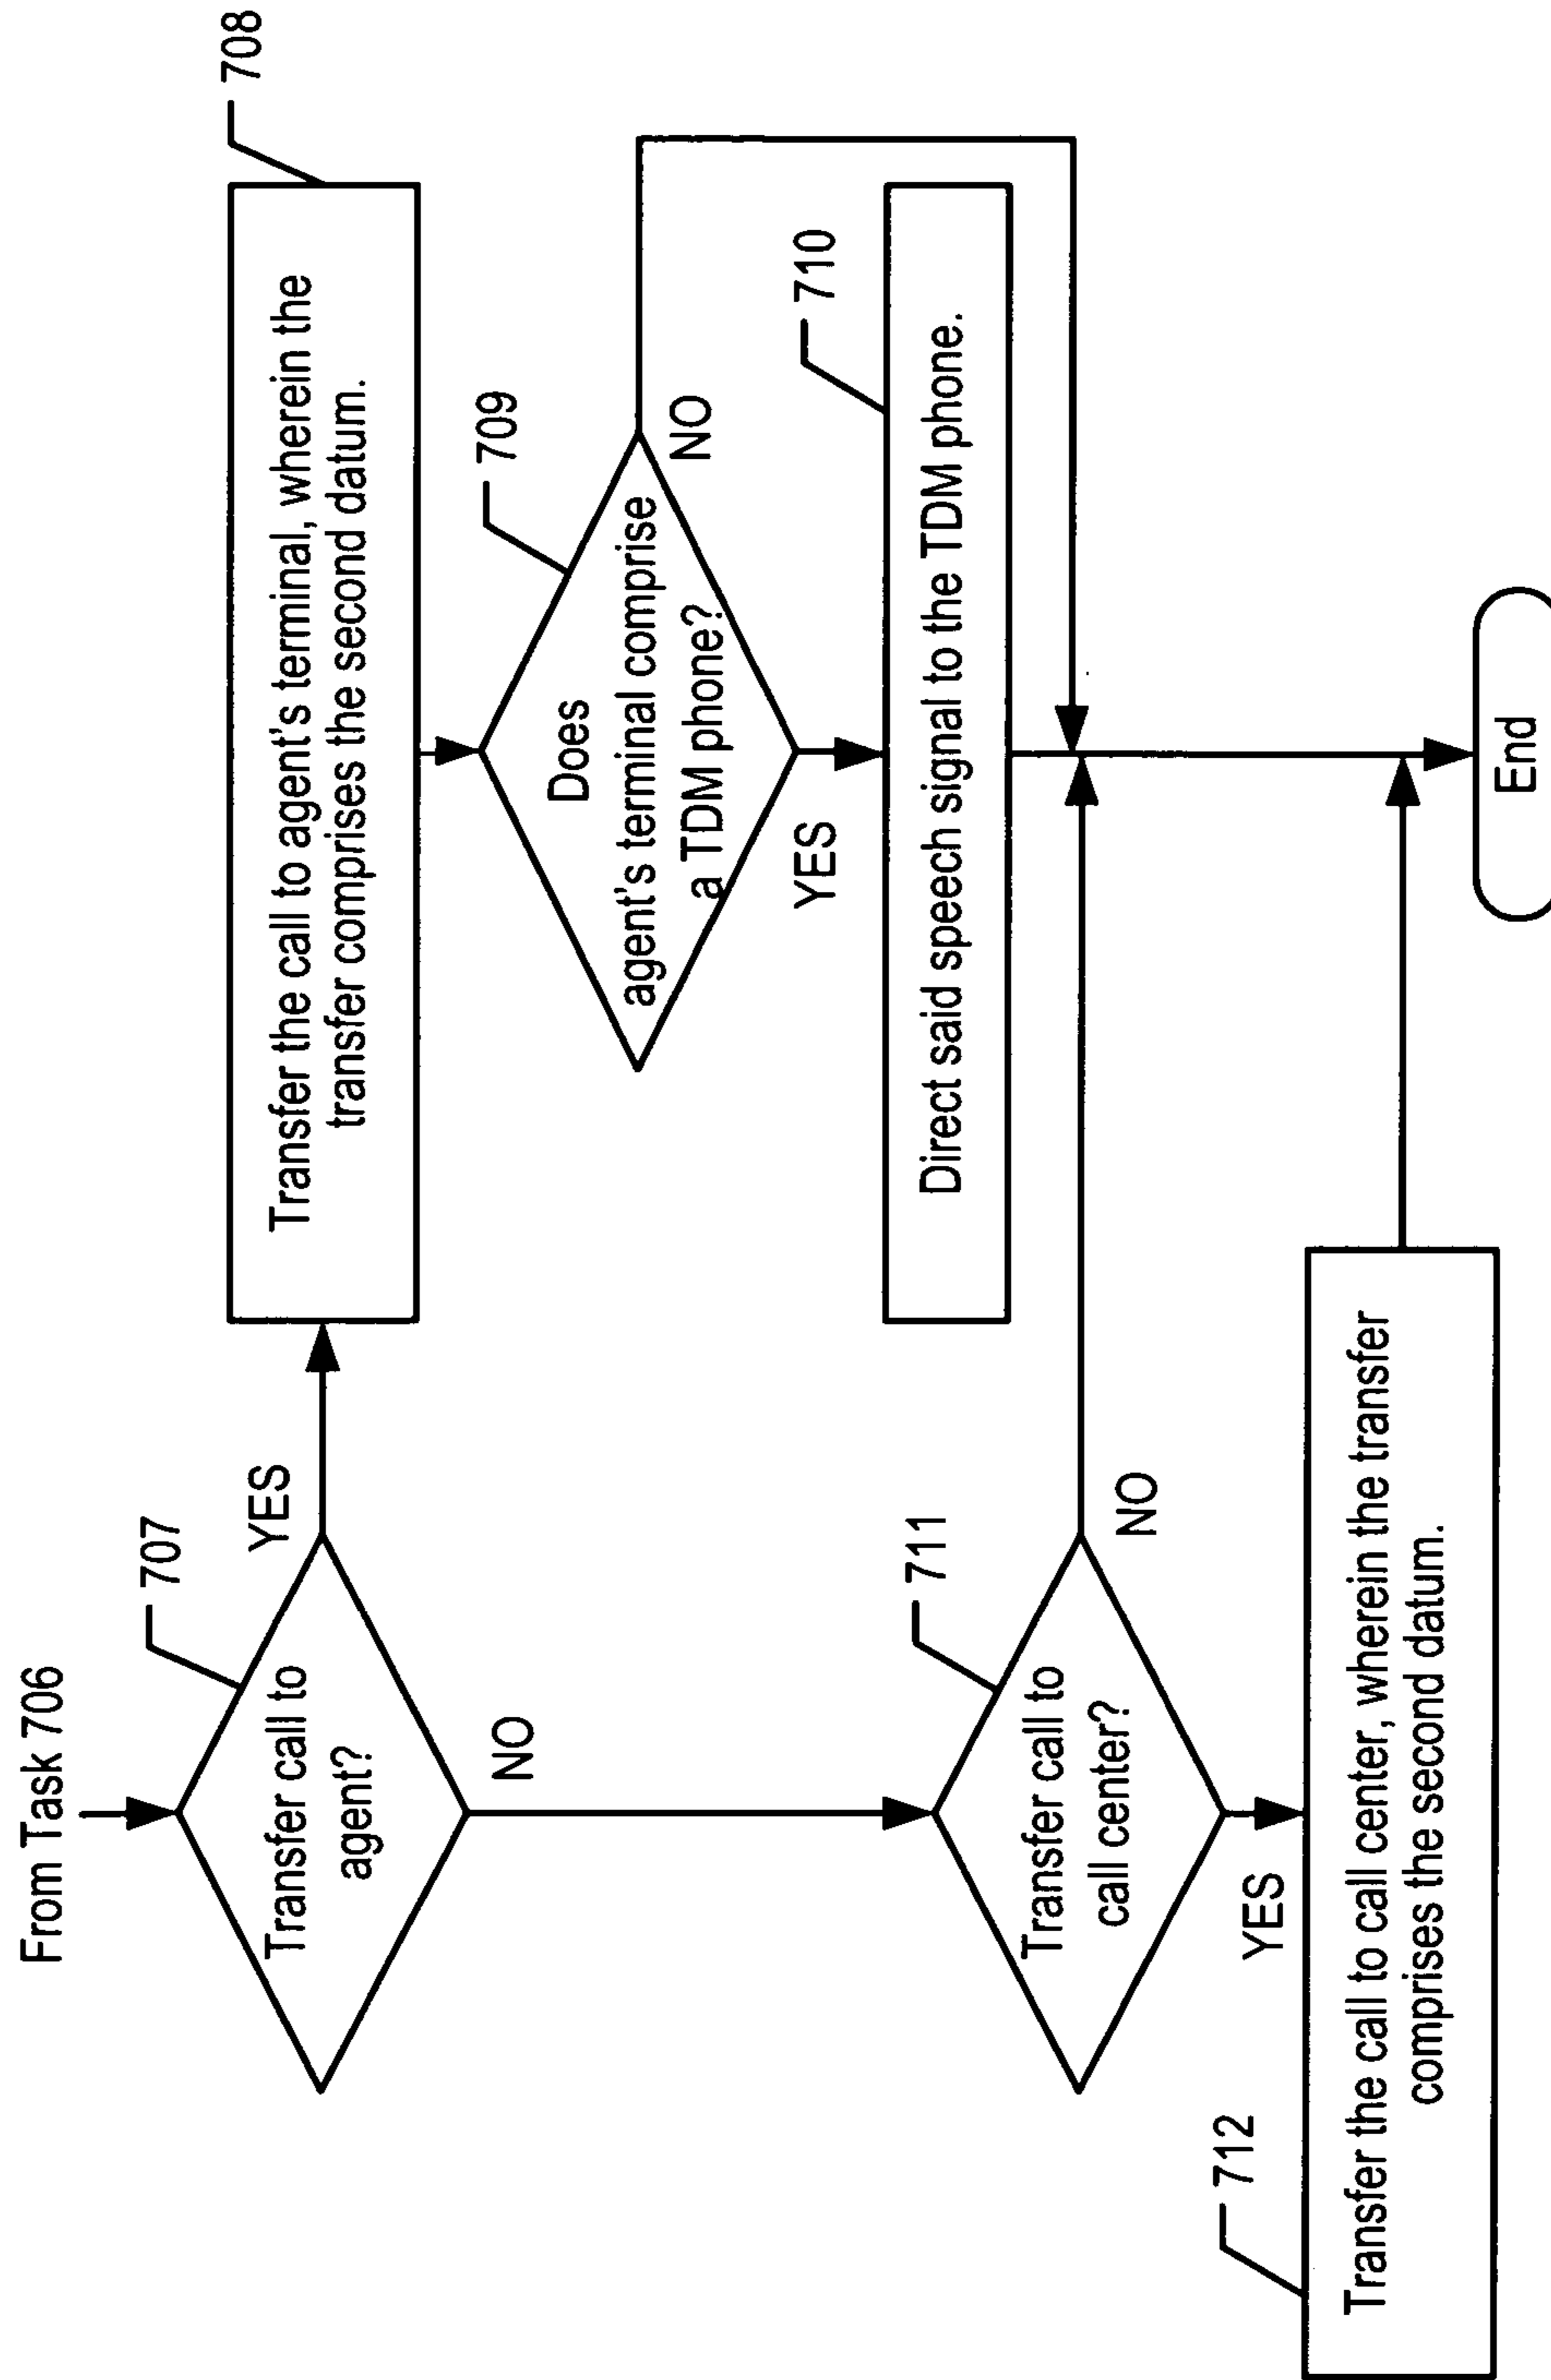 From Task 706
707
Transfer call to
agent?
YES
NO
708
Transfer the call to agent's terminal, wherein the
transfer comprises the second datum.
709
Does
agent's terminal comprise
a TDM phone?
NO
YES
710
Direct said speech signal to the TDM phone.
711
Transfer call to
call center?
NO
YES
712
Transfer the call to call center, wherein the transfer
comprises the second datum.
End